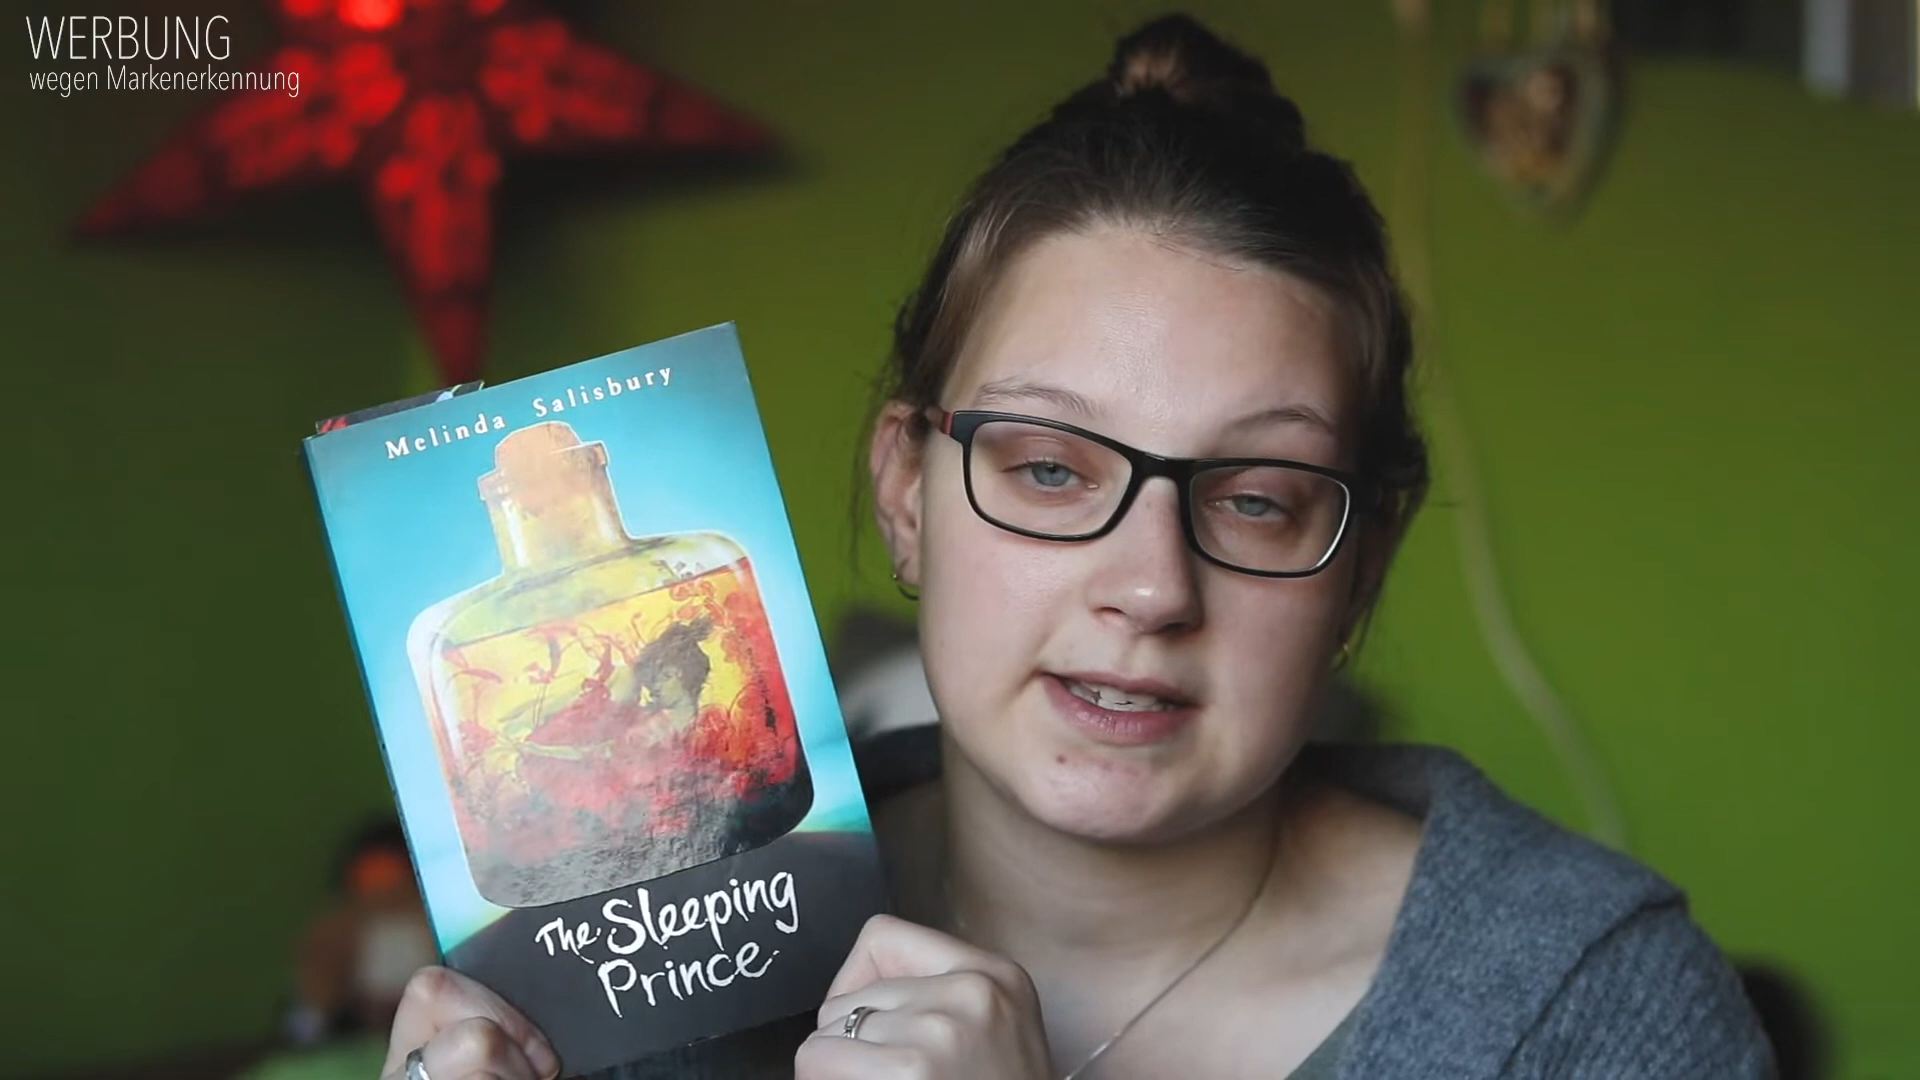 WERBUNG
wegen Markenerkennung
Melinda Salisbury
The Sleeping
Prince